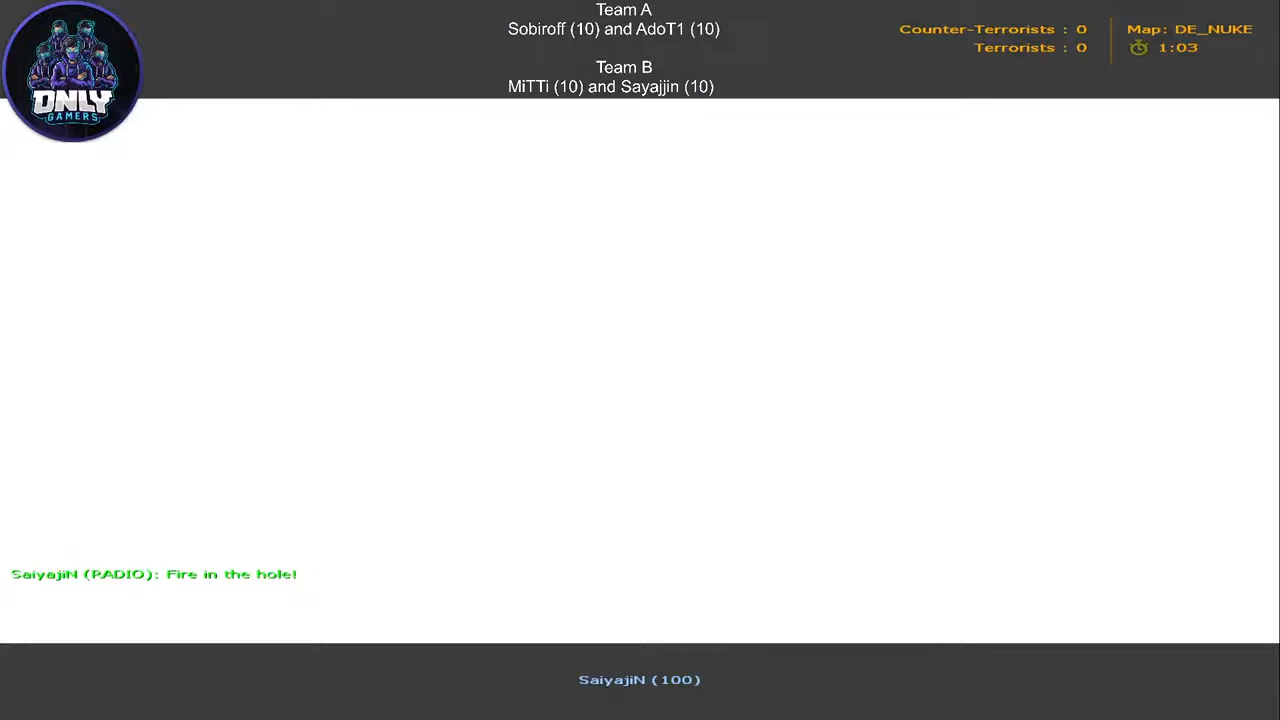 ONLY
GAMERS
Team A
Sobiroff (10) and AdoT1 (10)
Team B
MiTTi (10) and Sayajjin (10)
Counter-Terrorists : 0
Terrorists : 0
Map: DE_NUKE
1:03
SaiyajiN (RADIO): Fire in the hole!
SaiyajiN (100)